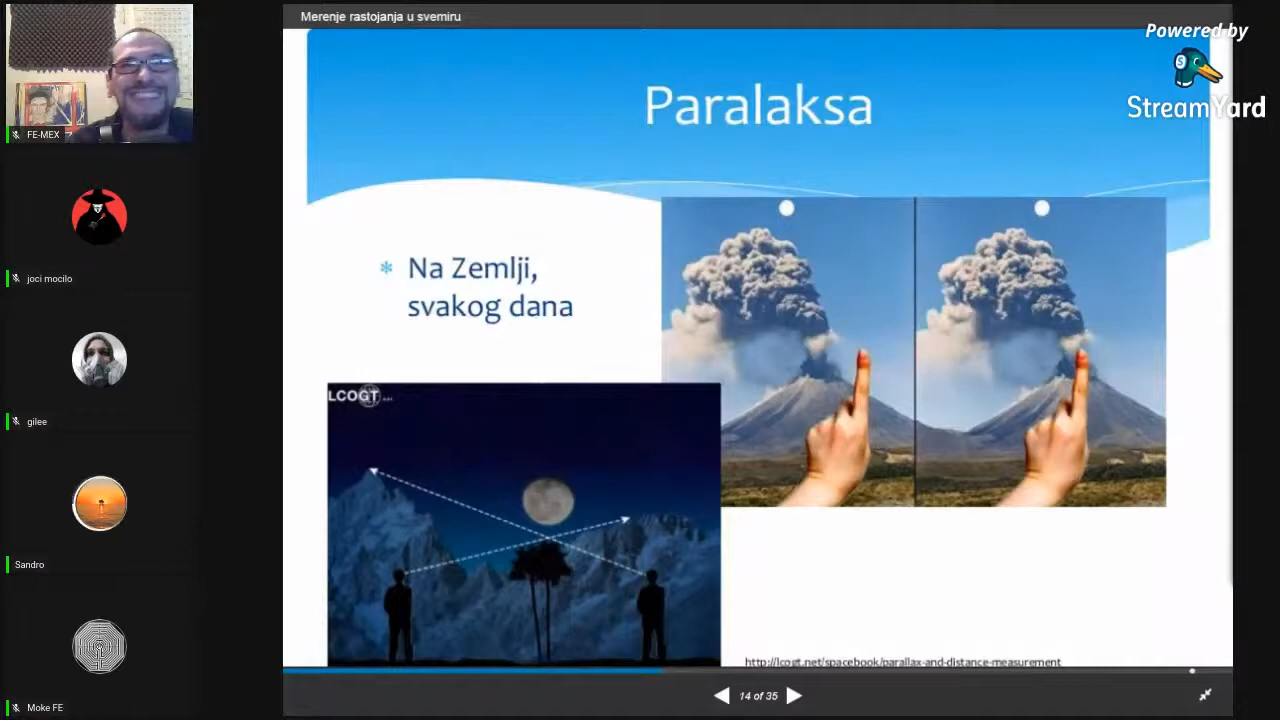 Merenje rastojanja u svemiru
Powered by
StreamYard
S
Paralaksa
FE-MEX
Na Zemlji,
svakog dana
joci mocilo
LCOGT
gilee
Sandro
http://lcogt.net/spacebook/parallax-and-distance-measurement
14 of 35
Moke FE